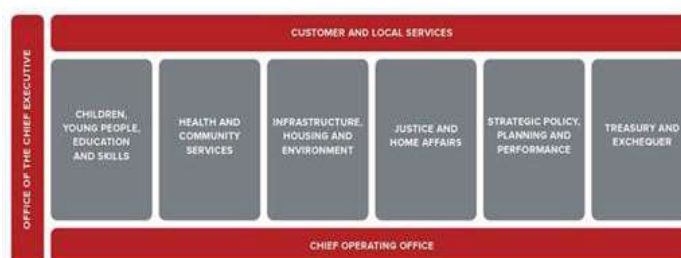 OFFICE OF THE CHIEF EXECUTIVE
CUSTOMER AND LOCAL SERVICES
CHILDREN,
YOUNG PEOPLE,
EDUCATION
AND SKILLS
HEALTH AND
COMMUNITY
SERVICES
INFRASTRUCTURE,
HOUSING AND
ENVIRONMENT
JUSTICE AND
HOME AFFAIRS
STRATEGIC POLICY,
PLANNING AND
PERFORMANCE
TREASURY AND
EXCHEQUER
CHIEF OPERATING OFFICE